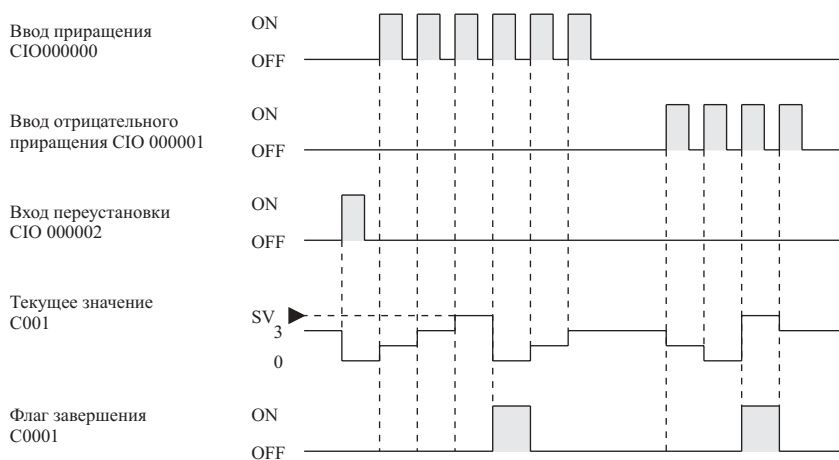 Ввод приращения
CIO000000
ON
OFF
Ввод отрицательного
приращения CIO 000001
ON
OFF
Вход переустановки
CIO 000002
ON
OFF
Текущее значение
C001
SV
3
0
Флаг завершения
C0001
ON
OFF